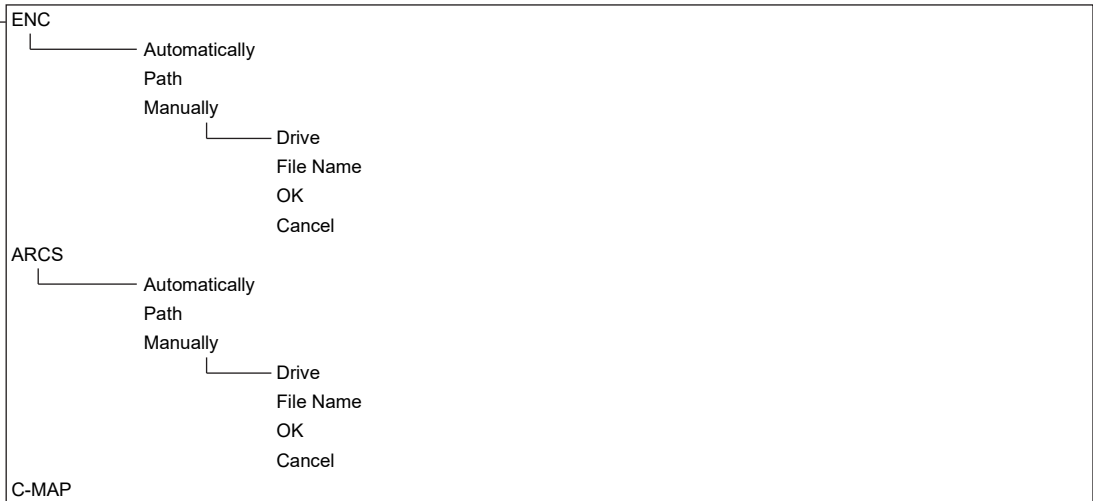 ENC
Automatically
Path
Manually
Drive
File Name
OK
Cancel
ARCS
Automatically
Path
Manually
Drive
File Name
OK
Cancel
C-MAP